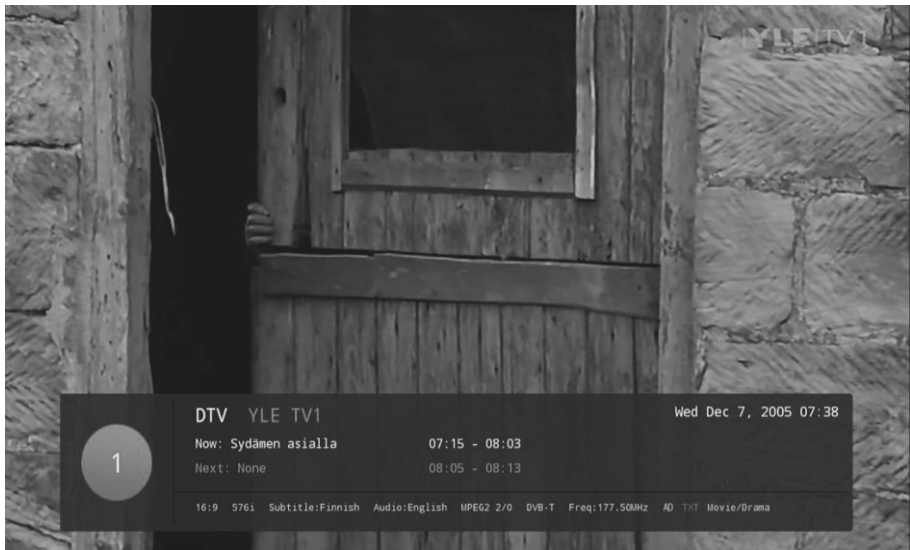 YLE TV1
DTV YLE TV1 Wed Dec 7, 2005 07:38
1
Now: Sydämen asialla 07:15 - 08:03
Next: None 08:05 - 08:13
16:9 576i Subtitle:Finnish Audio:English MPEG2 2/0 DVB-T Freq:177.50MHz AD TXT Movie/Drama